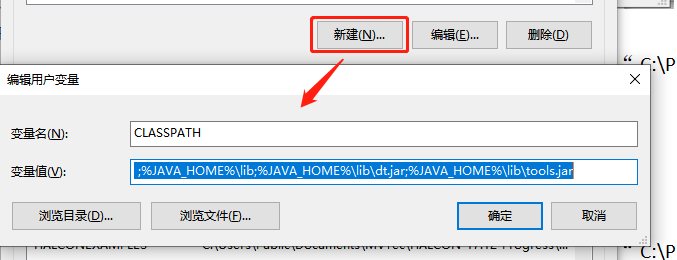 新建(N)...
编辑(E)...
删除(D)
“ C:\P
编辑用户变量
变量名(N):
CLASSPATH
变量值(V):
;%JAVA_HOME%\lib;%JAVA_HOME%\lib\dt.jar;%JAVA_HOME%\lib\tools.jar
浏览目录(D)...
浏览文件(F)...
确定
取消
“ C:\P